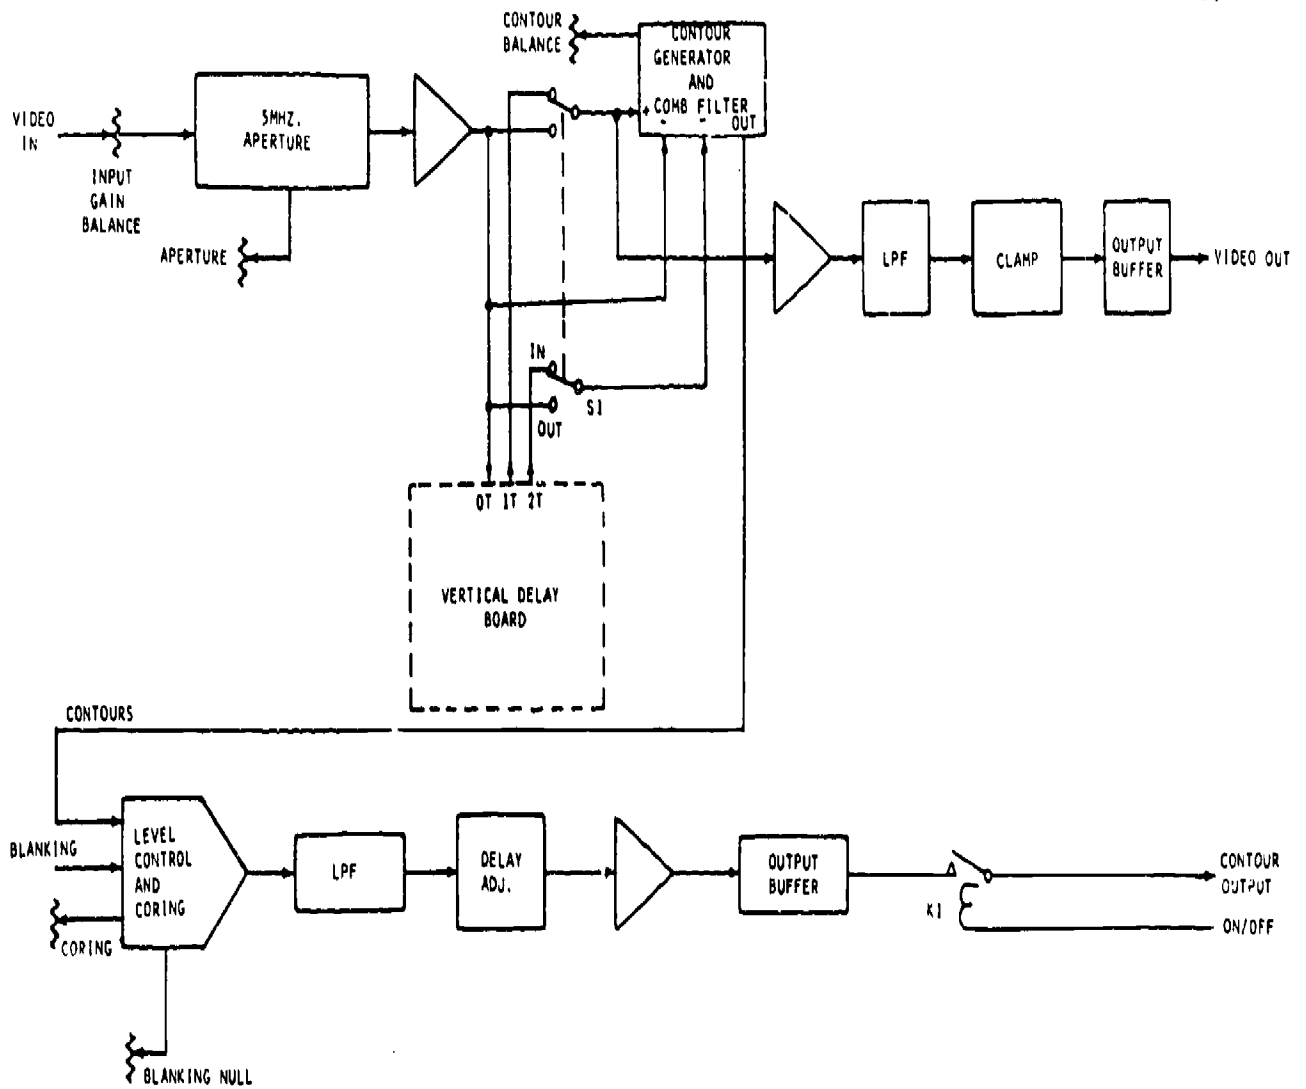 CONTOUR
BALANCE
CONTOUR
GENERATOR
AND
+ COMB FILTER
- -
OUT
VIDEO
IN
5MHZ.
APERTURE
INPUT
GAIN
BALANCE
APERTURE
LPF
CLAMP
OUTPUT
BUFFER
VIDEO OUT
IN
S1
OUT
0T 1T 2T
VERTICAL DELAY
BOARD
CONTOURS
BLANKING
LEVEL
CONTROL
AND
CORING
CORING
BLANKING NULL
LPF
DELAY
ADJ.
OUTPUT
BUFFER
K1
CONTOUR
OUTPUT
ON/OFF